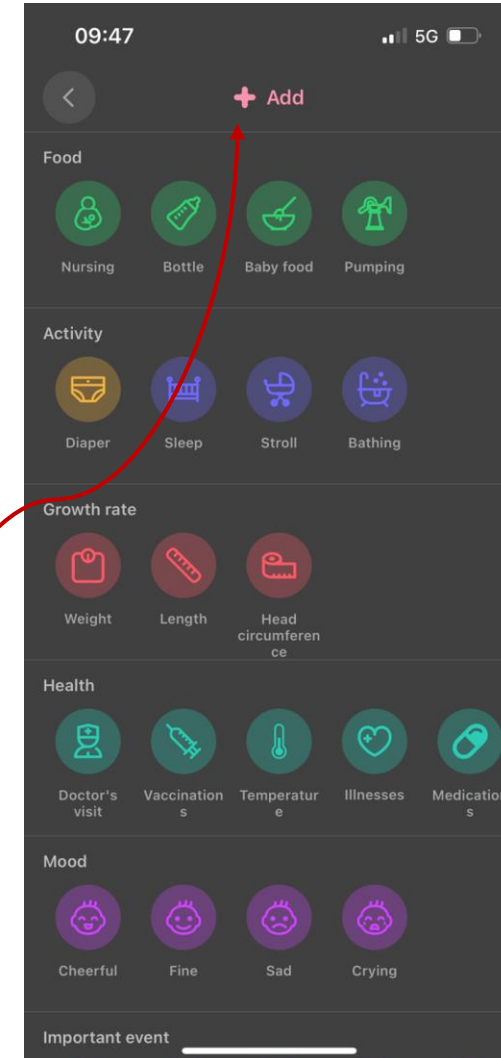 09:47 5G
Add
Food
Nursing Bottle Baby food Pumping
Activity
Diaper Sleep Stroll Bathing
Growth rate
Weight Length Head
circumferen
ce
Health
Doctor's Vaccination Temperatur Illnesses Medication
visit s e s
Mood
Cheerful Fine Sad Crying
Important event